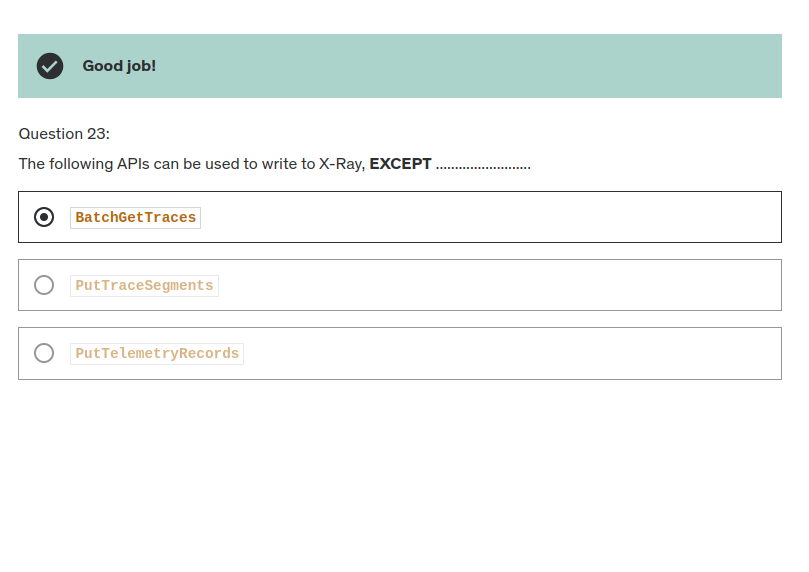 Good job!
Question 23:
The following APIs can be used to write to X-Ray, EXCEPT .........................
BatchGetTraces
PutTraceSegments
PutTelemetryRecords